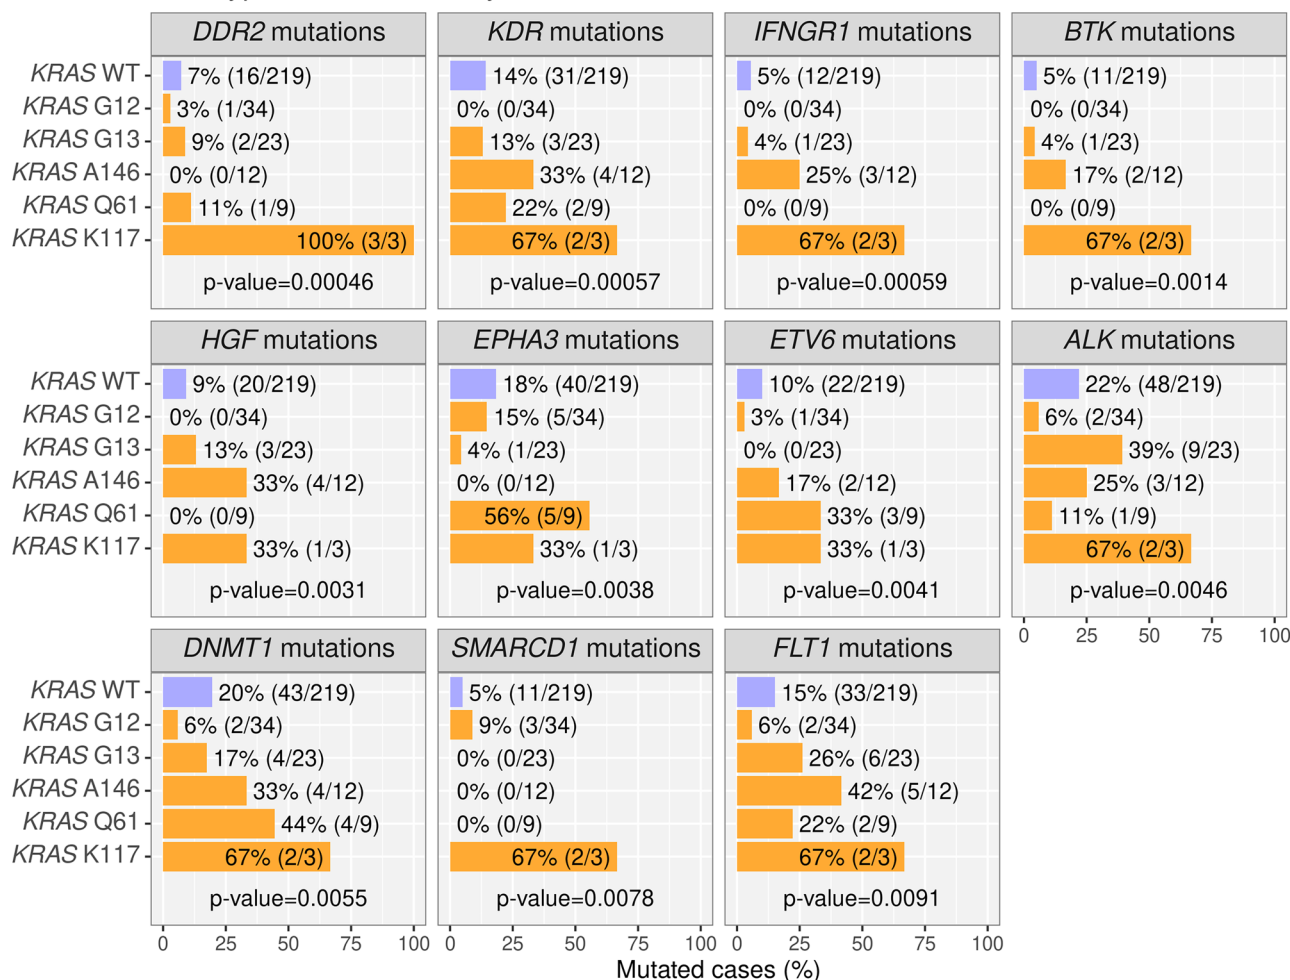 DDR2 mutations
KRAS WT 7% (16/219)
KRAS G12 3% (1/34)
KRAS G13 9% (2/23)
KRAS A146 0% (0/12)
KRAS Q61 11% (1/9)
KRAS K117 100% (3/3)
p-value=0.00046
KDR mutations
14% (31/219)
0% (0/34)
13% (3/23)
33% (4/12)
22% (2/9)
67% (2/3)
p-value=0.00057
IFNGR1 mutations
5% (12/219)
0% (0/34)
4% (1/23)
25% (3/12)
0% (0/9)
67% (2/3)
p-value=0.00059
BTK mutations
5% (11/219)
0% (0/34)
4% (1/23)
17% (2/12)
0% (0/9)
67% (2/3)
p-value=0.0014
HGF mutations
KRAS WT 9% (20/219)
KRAS G12 0% (0/34)
KRAS G13 13% (3/23)
KRAS A146 33% (4/12)
KRAS Q61 0% (0/9)
KRAS K117 33% (1/3)
p-value=0.0031
EPHA3 mutations
18% (40/219)
15% (5/34)
4% (1/23)
0% (0/12)
56% (5/9)
33% (1/3)
p-value=0.0038
ETV6 mutations
10% (22/219)
3% (1/34)
0% (0/23)
17% (2/12)
33% (3/9)
33% (1/3)
p-value=0.0041
ALK mutations
22% (48/219)
6% (2/34)
39% (9/23)
25% (3/12)
11% (1/9)
67% (2/3)
p-value=0.0046
0 25 50 75 100
DNMT1 mutations
KRAS WT 20% (43/219)
KRAS G12 6% (2/34)
KRAS G13 17% (4/23)
KRAS A146 33% (4/12)
KRAS Q61 44% (4/9)
KRAS K117 67% (2/3)
p-value=0.0055
0 25 50 75 100
SMARCD1 mutations
5% (11/219)
9% (3/34)
0% (0/23)
0% (0/12)
0% (0/9)
67% (2/3)
p-value=0.0078
0 25 50 75 100
FLT1 mutations
15% (33/219)
6% (2/34)
26% (6/23)
42% (5/12)
22% (2/9)
67% (2/3)
p-value=0.0091
0 25 50 75 100
Mutated cases (%)